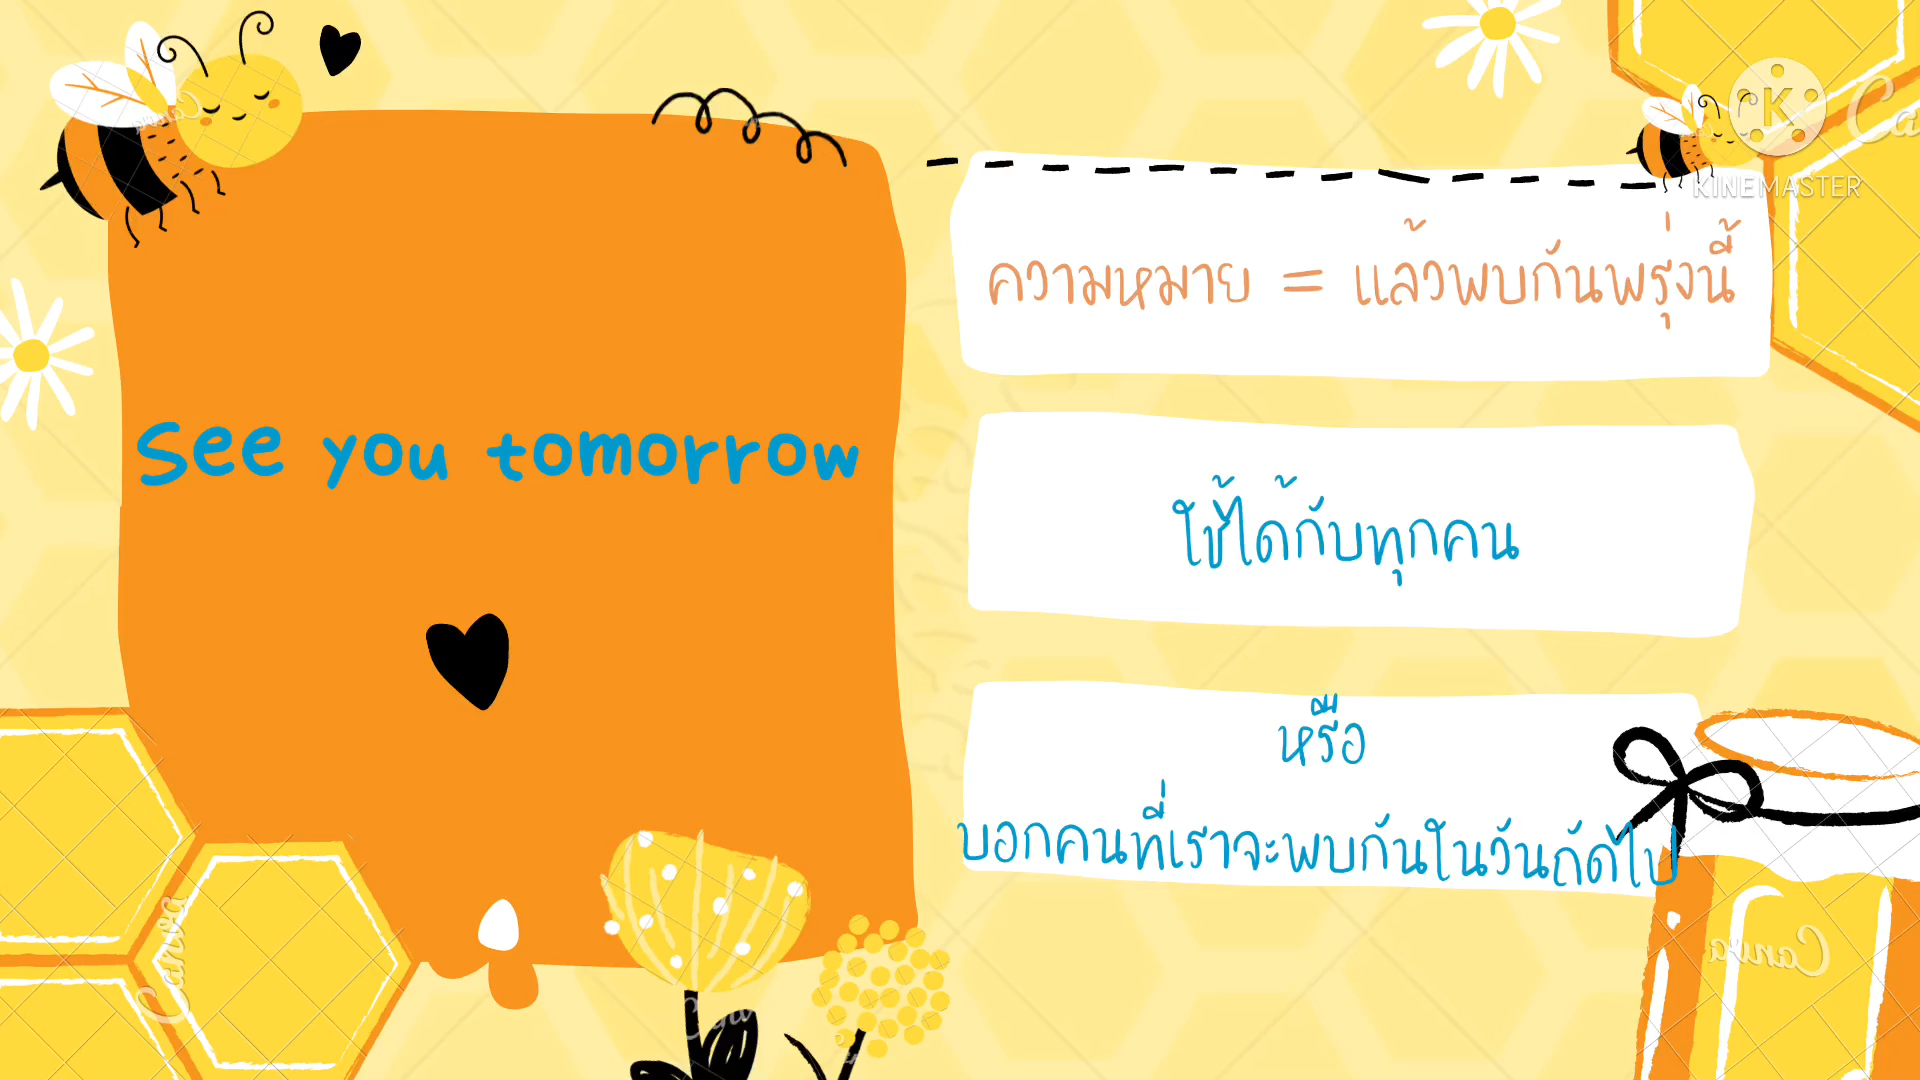 See you tomorrow
KINEMASTER
ความหมาย = แล้วพบกันพรุ่งนี้
ใช้ได้กับทุกคน
หรือ
บอกคนที่เราจะพบกันในวันถัดไป
Canva
Canva
Canva